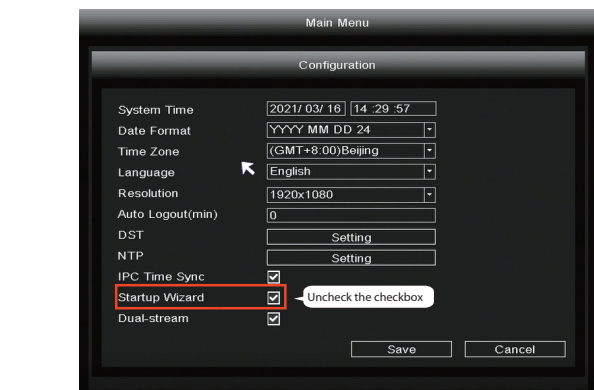 Main Menu
Configuration
System Time 2021/ 03/ 16 14 :29 :57
Date Format YYYY MM DD 24
Time Zone (GMT+8:00)Beijing
Language English
Resolution 1920x1080
Auto Logout(min) 0
DST Setting
NTP Setting
IPC Time Sync
Startup Wizard Uncheck the checkbox
Dual-stream
Save Cancel